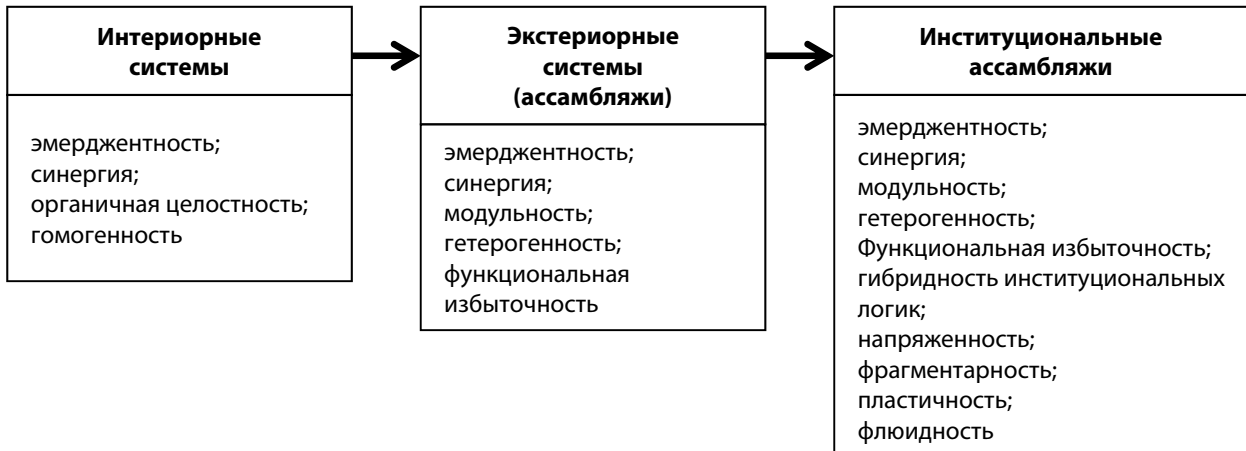 Интериорные
системы
эмерджентность;
синергия;
органичная целостность;
гомогенность
Экстериорные
системы
(ассамбляжи)
эмерджентность;
синергия;
модульность;
гетерогенность;
функциональная
избыточность
Институциональные
ассамбляжи
эмерджентность;
синергия;
модульность;
гетерогенность;
Функциональная избыточность;
гибридность институциональных
логик;
напряженность;
фрагментарность;
пластичность;
флюидность